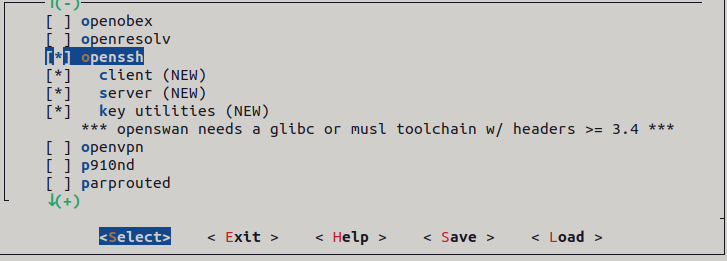 ↑(-)
[ ] openobex
[ ] openresolv
[*] openssh
[*]   client (NEW)
[*]   server (NEW)
[*]   key utilities (NEW)
*** openswan needs a glibc or musl toolchain w/ headers >= 3.4 ***
[ ] openvpn
[ ] p910nd
[ ] parprouted
↓(+)
<Select> < Exit > < Help > < Save > < Load >